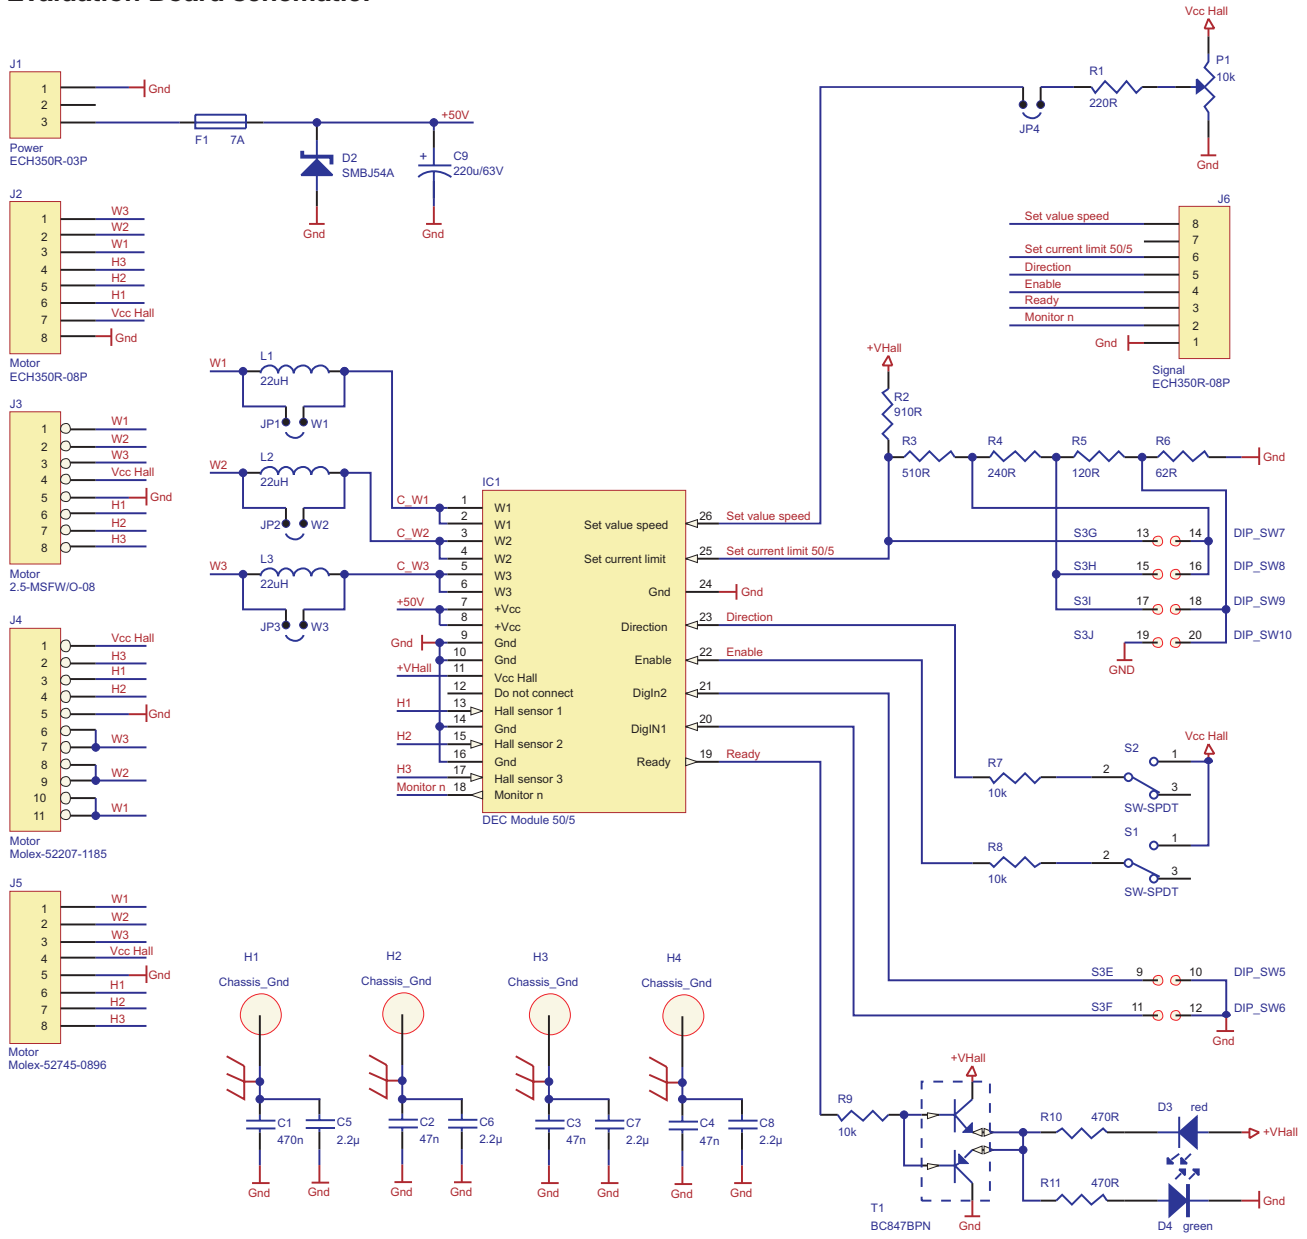 Evaluation Board schematic.
J1
1
2
3
Gnd
Power
ECH350R-03P
F1 7A
D2
SMBJ54A
Gnd
+50V
C9
220u/63V
+
Gnd
J2
1 W3
2 W2
3 W1
4 H3
5 H2
6 H1
7 Vcc Hall
8 Gnd
Motor
ECH350R-08P
J3
1 W1
2 W2
3 W3
4 Vcc Hall
5 Gnd
6 H1
7 H2
8 H3
Motor
2.5-MSFW/O-08
J4
1 Vcc Hall
2 H3
3 H1
4 H2
5 Gnd
6
7 W3
8
9 W2
10
11 W1
Motor
Molex-52207-1185
J5
1 W1
2 W2
3 W3
4 Vcc Hall
5 Gnd
6 H1
7 H2
8 H3
Motor
Molex-52745-0896
W1
L1
22uH
JP1 W1
W2
L2
22uH
JP2 W2
W3
L3
22uH
JP3 W3
C_W1
C_W2
C_W3
+50V
Gnd
+VHall
H1
H2
H3
Monitor n
IC1
1 W1
2 W1
3 W2
4 W2
5 W3
6 W3
7 +Vcc
8 +Vcc
9 Gnd
10 Gnd
11 Vcc Hall
12 Do not connect
13 Hall sensor 1
14 Gnd
15 Hall sensor 2
16 Gnd
17 Hall sensor 3
18 Monitor n
Set value speed 26 Set value speed
Set current limit 25 Set current limit 50/5
Gnd 24 Gnd
Direction 23 Direction
Enable 22 Enable
DigIn2 21
DigIN1 20
Ready 19 Ready
DEC Module 50/5
Vcc Hall
P1
10k
R1
220R
JP4
Gnd
J6
Set value speed 8
7
Set current limit 50/5 6
Direction 5
Enable 4
Ready 3
Monitor n 2
Gnd 1
Signal
ECH350R-08P
+VHall
R2
910R
R3
510R
R4
240R
R5
120R
R6
62R
Gnd
S3G 13 14 DIP_SW7
S3H 15 16 DIP_SW8
S3I 17 18 DIP_SW9
S3J 19 20 DIP_SW10
GND
Vcc Hall
S2
1
2
3
SW-SPDT
R7
10k
S1
1
2
3
SW-SPDT
R8
10k
S3E 9 10 DIP_SW5
S3F 11 12 DIP_SW6
Gnd
H1
Chassis_Gnd
C1
470n
C5
2.2µ
Gnd
Gnd
H2
Chassis_Gnd
C2
47n
C6
2.2µ
Gnd
Gnd
H3
Chassis_Gnd
C3
47n
C7
2.2µ
Gnd
Gnd
H4
Chassis_Gnd
C4
47n
C8
2.2µ
Gnd
Gnd
+VHall
R9
10k
T1
BC847BPN
Gnd
R10 470R
D3 red
+VHall
R11 470R
D4 green
Gnd